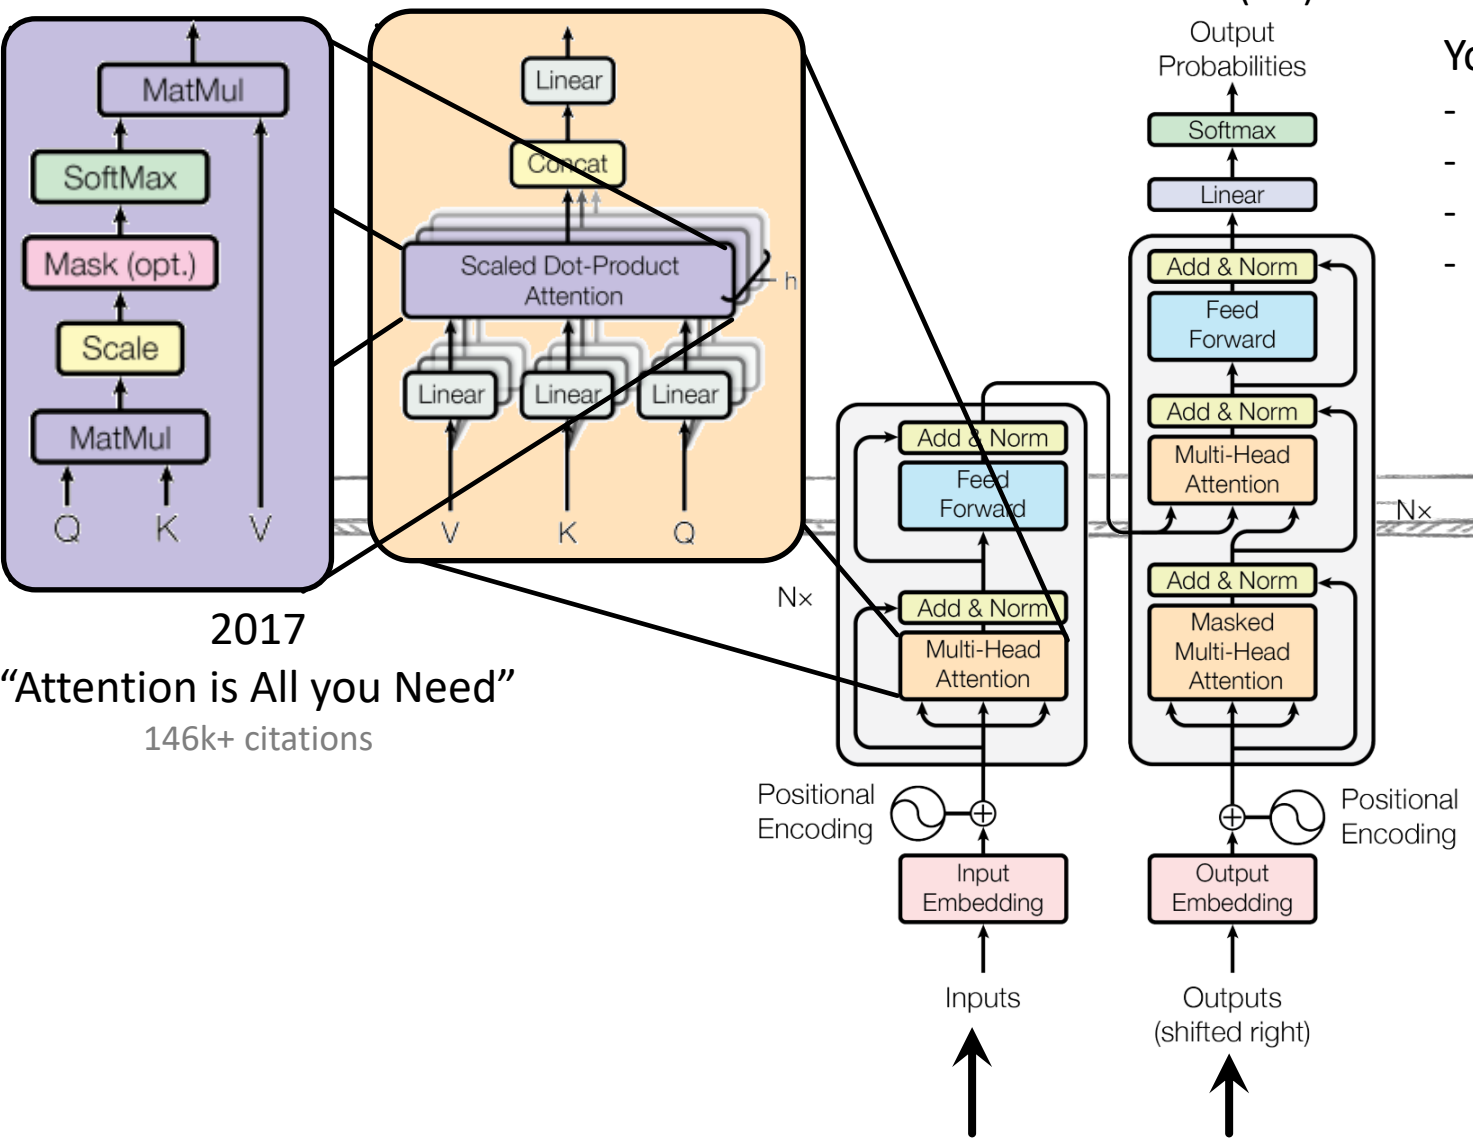 MatMul
SoftMax
Mask (opt.)
Scale
MatMul
Q K V
2017
“Attention is All you Need”
146k+ citations
Linear
Concat
Scaled Dot-Product
Attention
h
Linear Linear Linear
V K Q
Add & Norm
Feed
Forward
Nx
Add & Norm
Multi-Head
Attention
Positional
Encoding
Input
Embedding
Inputs
Output
Probabilities
Softmax
Linear
Add & Norm
Feed
Forward
Add & Norm
Multi-Head
Attention
Nx
Add & Norm
Masked
Multi-Head
Attention
Positional
Encoding
Output
Embedding
Outputs
(shifted right)
-
-
-
-